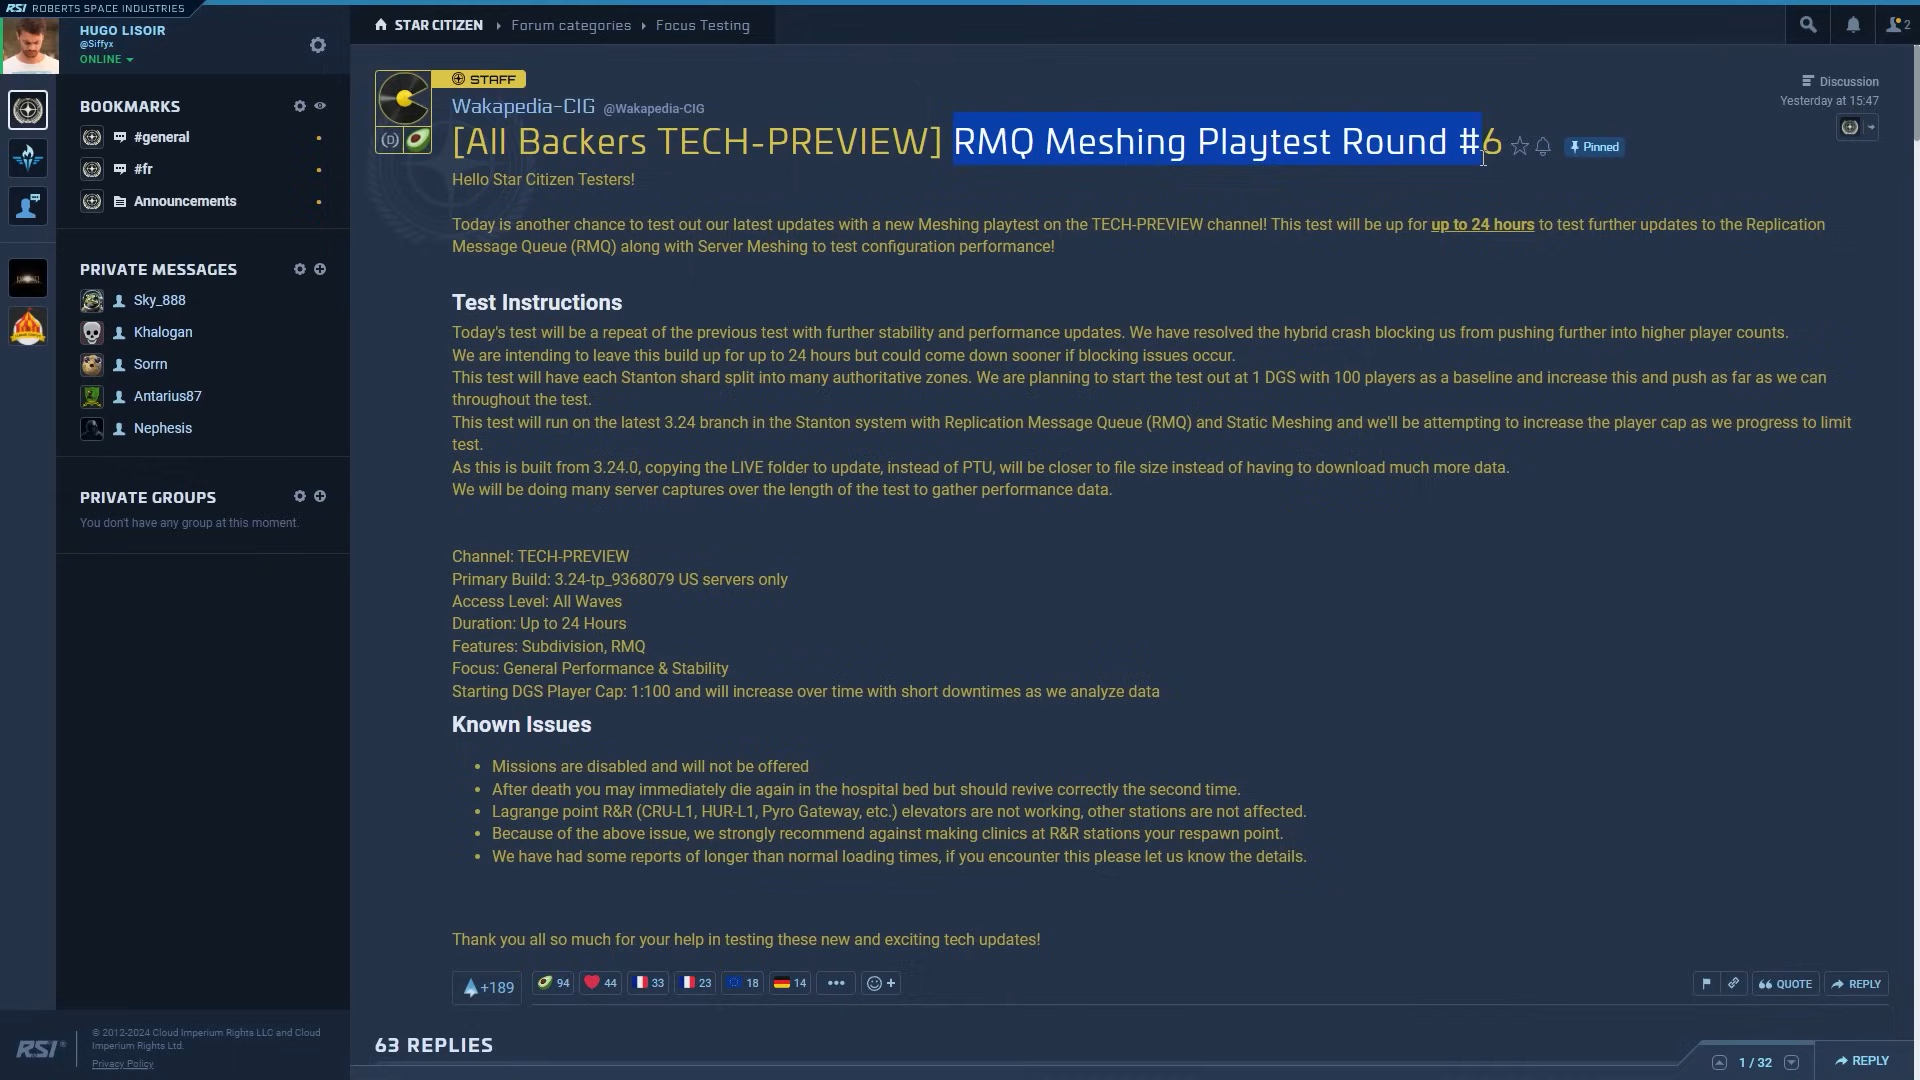 RSI ROBERTS SPACE INDUSTRIES
HUGO LISOIR
@Siffyx
ONLINE
BOOKMARKS
#general
#fr
Announcements
PRIVATE MESSAGES
Sky_888
Khalogan
Sorrn
Antarius87
Nephesis
PRIVATE GROUPS
You don't have any group at this moment.
RSI
© 2012-2024 Cloud Imperium Rights LLC and Cloud
Imperium Rights Ltd.
Privacy Policy
STAR CITIZEN
Forum categories
Focus Testing
2
STAFF
Wakapedia-CIG @Wakapedia-CIG
Discussion
Yesterday at 15:47
[All Backers TECH-PREVIEW] RMQ Meshing Playtest Round #6
Pinned
Hello Star Citizen Testers!
Today is another chance to test out our latest updates with a new Meshing playtest on the TECH-PREVIEW channel! This test will be up for up to 24 hours to test further updates to the Replication
Message Queue (RMQ) along with Server Meshing to test configuration performance!
Test Instructions
Today's test will be a repeat of the previous test with further stability and performance updates. We have resolved the hybrid crash blocking us from pushing further into higher player counts.
We are intending to leave this build up for up to 24 hours but could come down sooner if blocking issues occur.
This test will have each Stanton shard split into many authoritative zones. We are planning to start the test out at 1 DGS with 100 players as a baseline and increase this and push as far as we can
throughout the test.
This test will run on the latest 3.24 branch in the Stanton system with Replication Message Queue (RMQ) and Static Meshing and we'll be attempting to increase the player cap as we progress to limit
test.
As this is built from 3.24.0, copying the LIVE folder to update, instead of PTU, will be closer to file size instead of having to download much more data.
We will be doing many server captures over the length of the test to gather performance data.
Channel: TECH-PREVIEW
Primary Build: 3.24-tp_9368079 US servers only
Access Level: All Waves
Duration: Up to 24 Hours
Features: Subdivision, RMQ
Focus: General Performance & Stability
Starting DGS Player Cap: 1:100 and will increase over time with short downtimes as we analyze data
Known Issues
• Missions are disabled and will not be offered
• After death you may immediately die again in the hospital bed but should revive correctly the second time.
• Lagrange point R&R (CRU-L1, HUR-L1, Pyro Gateway, etc.) elevators are not working, other stations are not affected.
• Because of the above issue, we strongly recommend against making clinics at R&R stations your respawn point.
• We have had some reports of longer than normal loading times, if you encounter this please let us know the details.
Thank you all so much for your help in testing these new and exciting tech updates!
+189
94
44
33
23
18
14
QUOTE
REPLY
63 REPLIES
1 / 32
REPLY